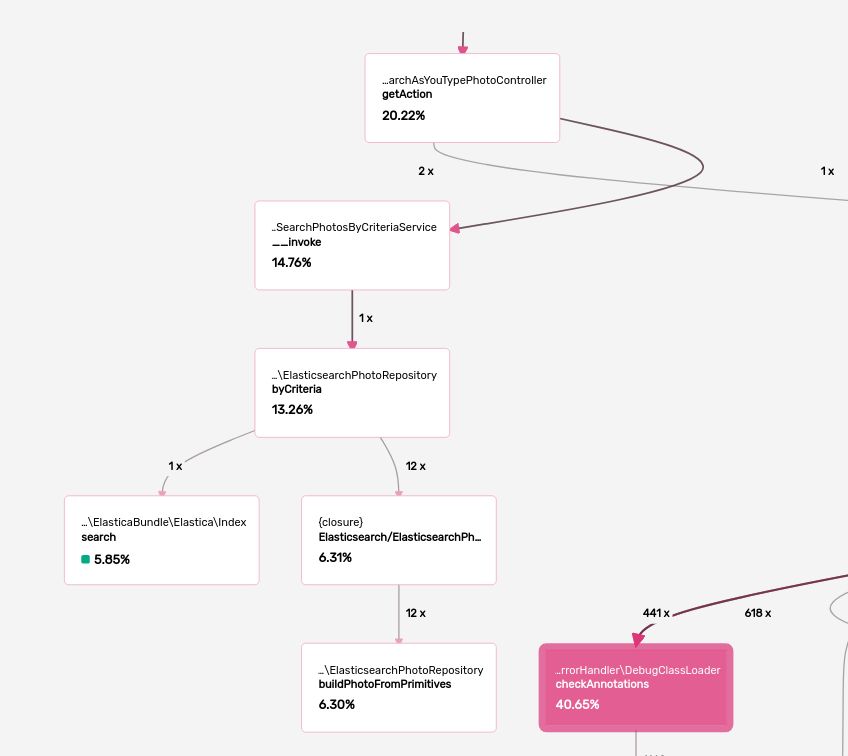 …archAsYouTypePhotoController
getAction
20.22%
2 x
1 x
…SearchPhotosByCriteriaService
__invoke
14.76%
1 x
…\ElasticsearchPhotoRepository
byCriteria
13.26%
1 x
12 x
…\ElasticaBundle\Elastica\Index
search
5.85%
{closure}
Elasticsearch/ElasticsearchPh…
6.31%
12 x
441 x
618 x
…\ElasticsearchPhotoRepository
buildPhotoFromPrimitives
6.30%
…rrorHandler\DebugClassLoader
checkAnnotations
40.65%